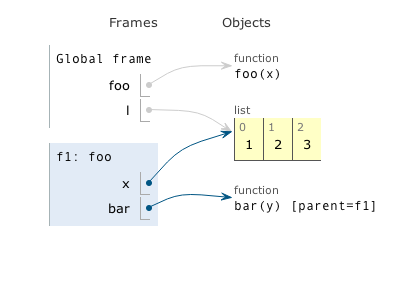 Frames Objects
Global frame
foo
l
function
foo(x)
list
0 1 2
1 2 3
f1: foo
x
bar
function
bar(y) [parent=f1]